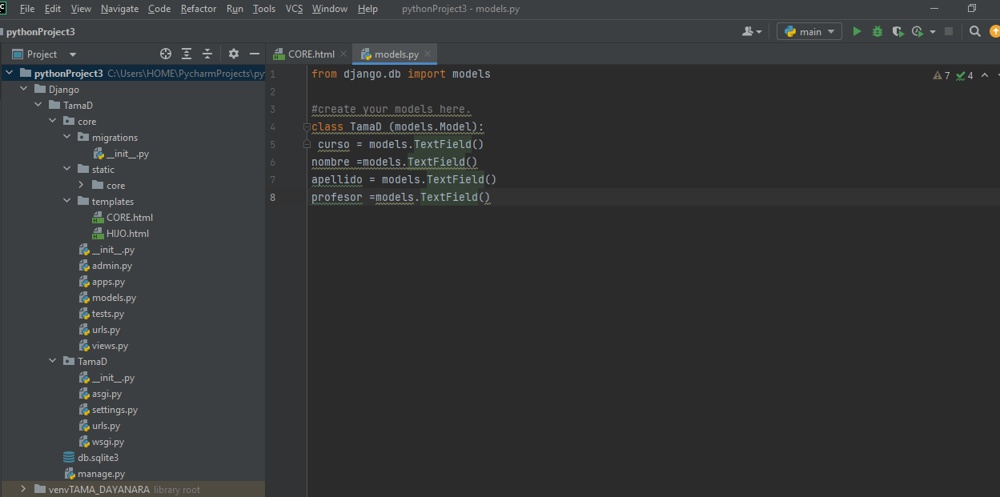 File Edit View Navigate Code Refactor Run Tools VCS Window Help pythonProject3 - models.py
pythonProject3
main
Project
CORE.html
models.py
pythonProject3 C:\Users\HOME\PycharmProjects\py
Django
TamaD
core
migrations
__init__.py
static
core
templates
CORE.html
HIJO.html
__init__.py
admin.py
apps.py
models.py
tests.py
urls.py
views.py
TamaD
__init__.py
asgi.py
settings.py
urls.py
wsgi.py
db.sqlite3
manage.py
venvTAMA_DAYANARA library root
1 from django.db import models
2
3 #create your models here.
4 class TamaD (models.Model):
5  curso = models.TextField()
6 nombre =models.TextField()
7 apellido = models.TextField()
8 profesor =models.TextField()
7 4